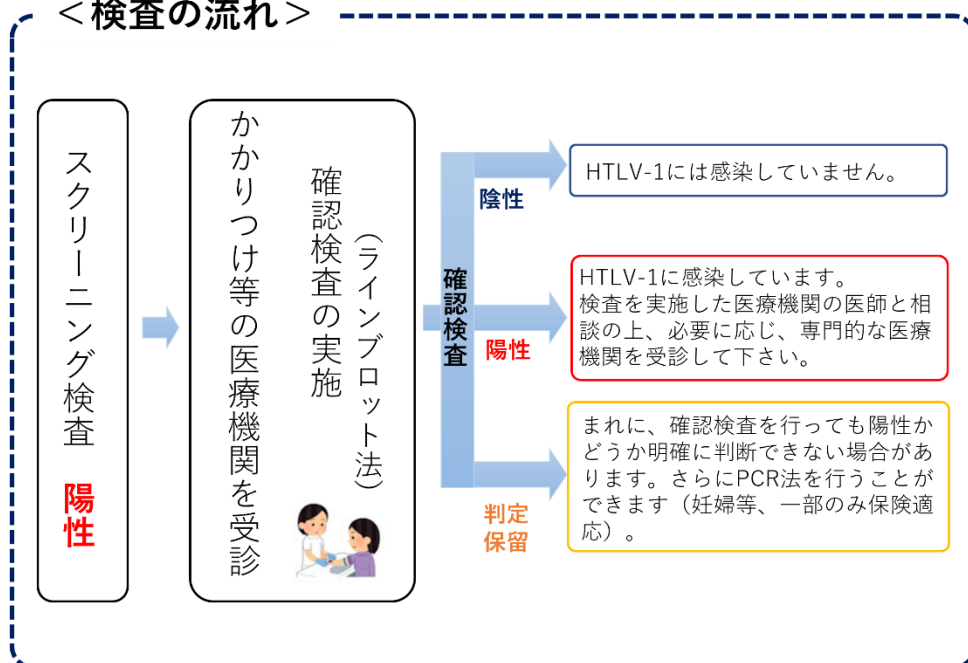 ＜検査の流れ＞
スクリーニング検査　陽性
かかりつけ等の医療機関を受診
確認検査の実施
（ラインブロット法）
確認検査
陰性
HTLV-1には感染していません。
陽性
HTLV-1に感染しています。
検査を実施した医療機関の医師と相
談の上、必要に応じ、専門的な医療
機関を受診して下さい。
判定
保留
まれに、確認検査を行っても陽性か
どうか明確に判断できない場合があ
ります。さらにPCR法を行うことが
できます（妊婦等、一部のみ保険適
応）。